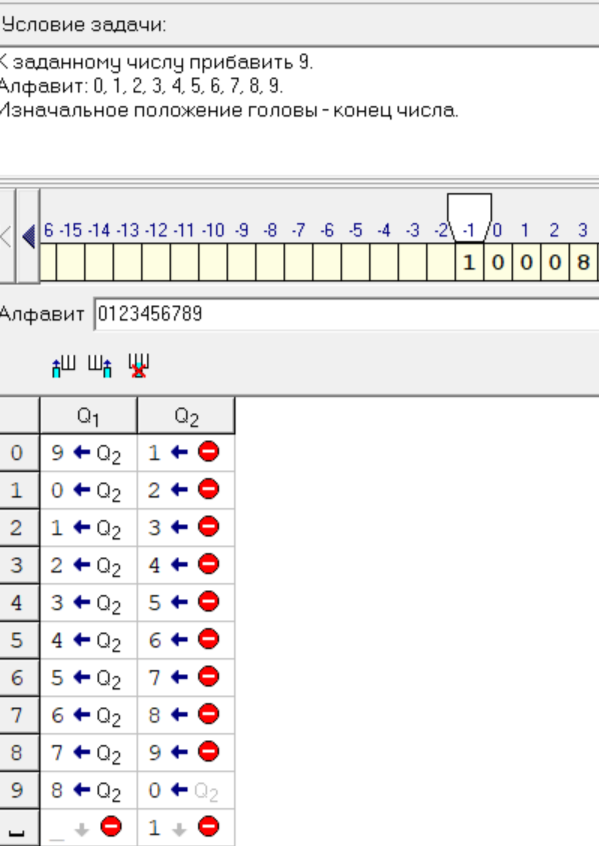 Условие задачи:
К заданному числу прибавить 9.
Алфавит: 0, 1, 2, 3, 4, 5, 6, 7, 8, 9.
Изначальное положение головы - конец числа.
6 -15 -14 -13 -12 -11 -10 -9 -8 -7 -6 -5 -4 -3 -2 -1 0 1 2 3
1 0 0 0 8
Алфавит 0123456789
Q1 Q2
0 9 ← Q2 1 ←
1 0 ← Q2 2 ←
2 1 ← Q2 3 ←
3 2 ← Q2 4 ←
4 3 ← Q2 5 ←
5 4 ← Q2 6 ←
6 5 ← Q2 7 ←
7 6 ← Q2 8 ←
8 7 ← Q2 9 ←
9 8 ← Q2 0 ← Q2
_ ↓ 1 ↓